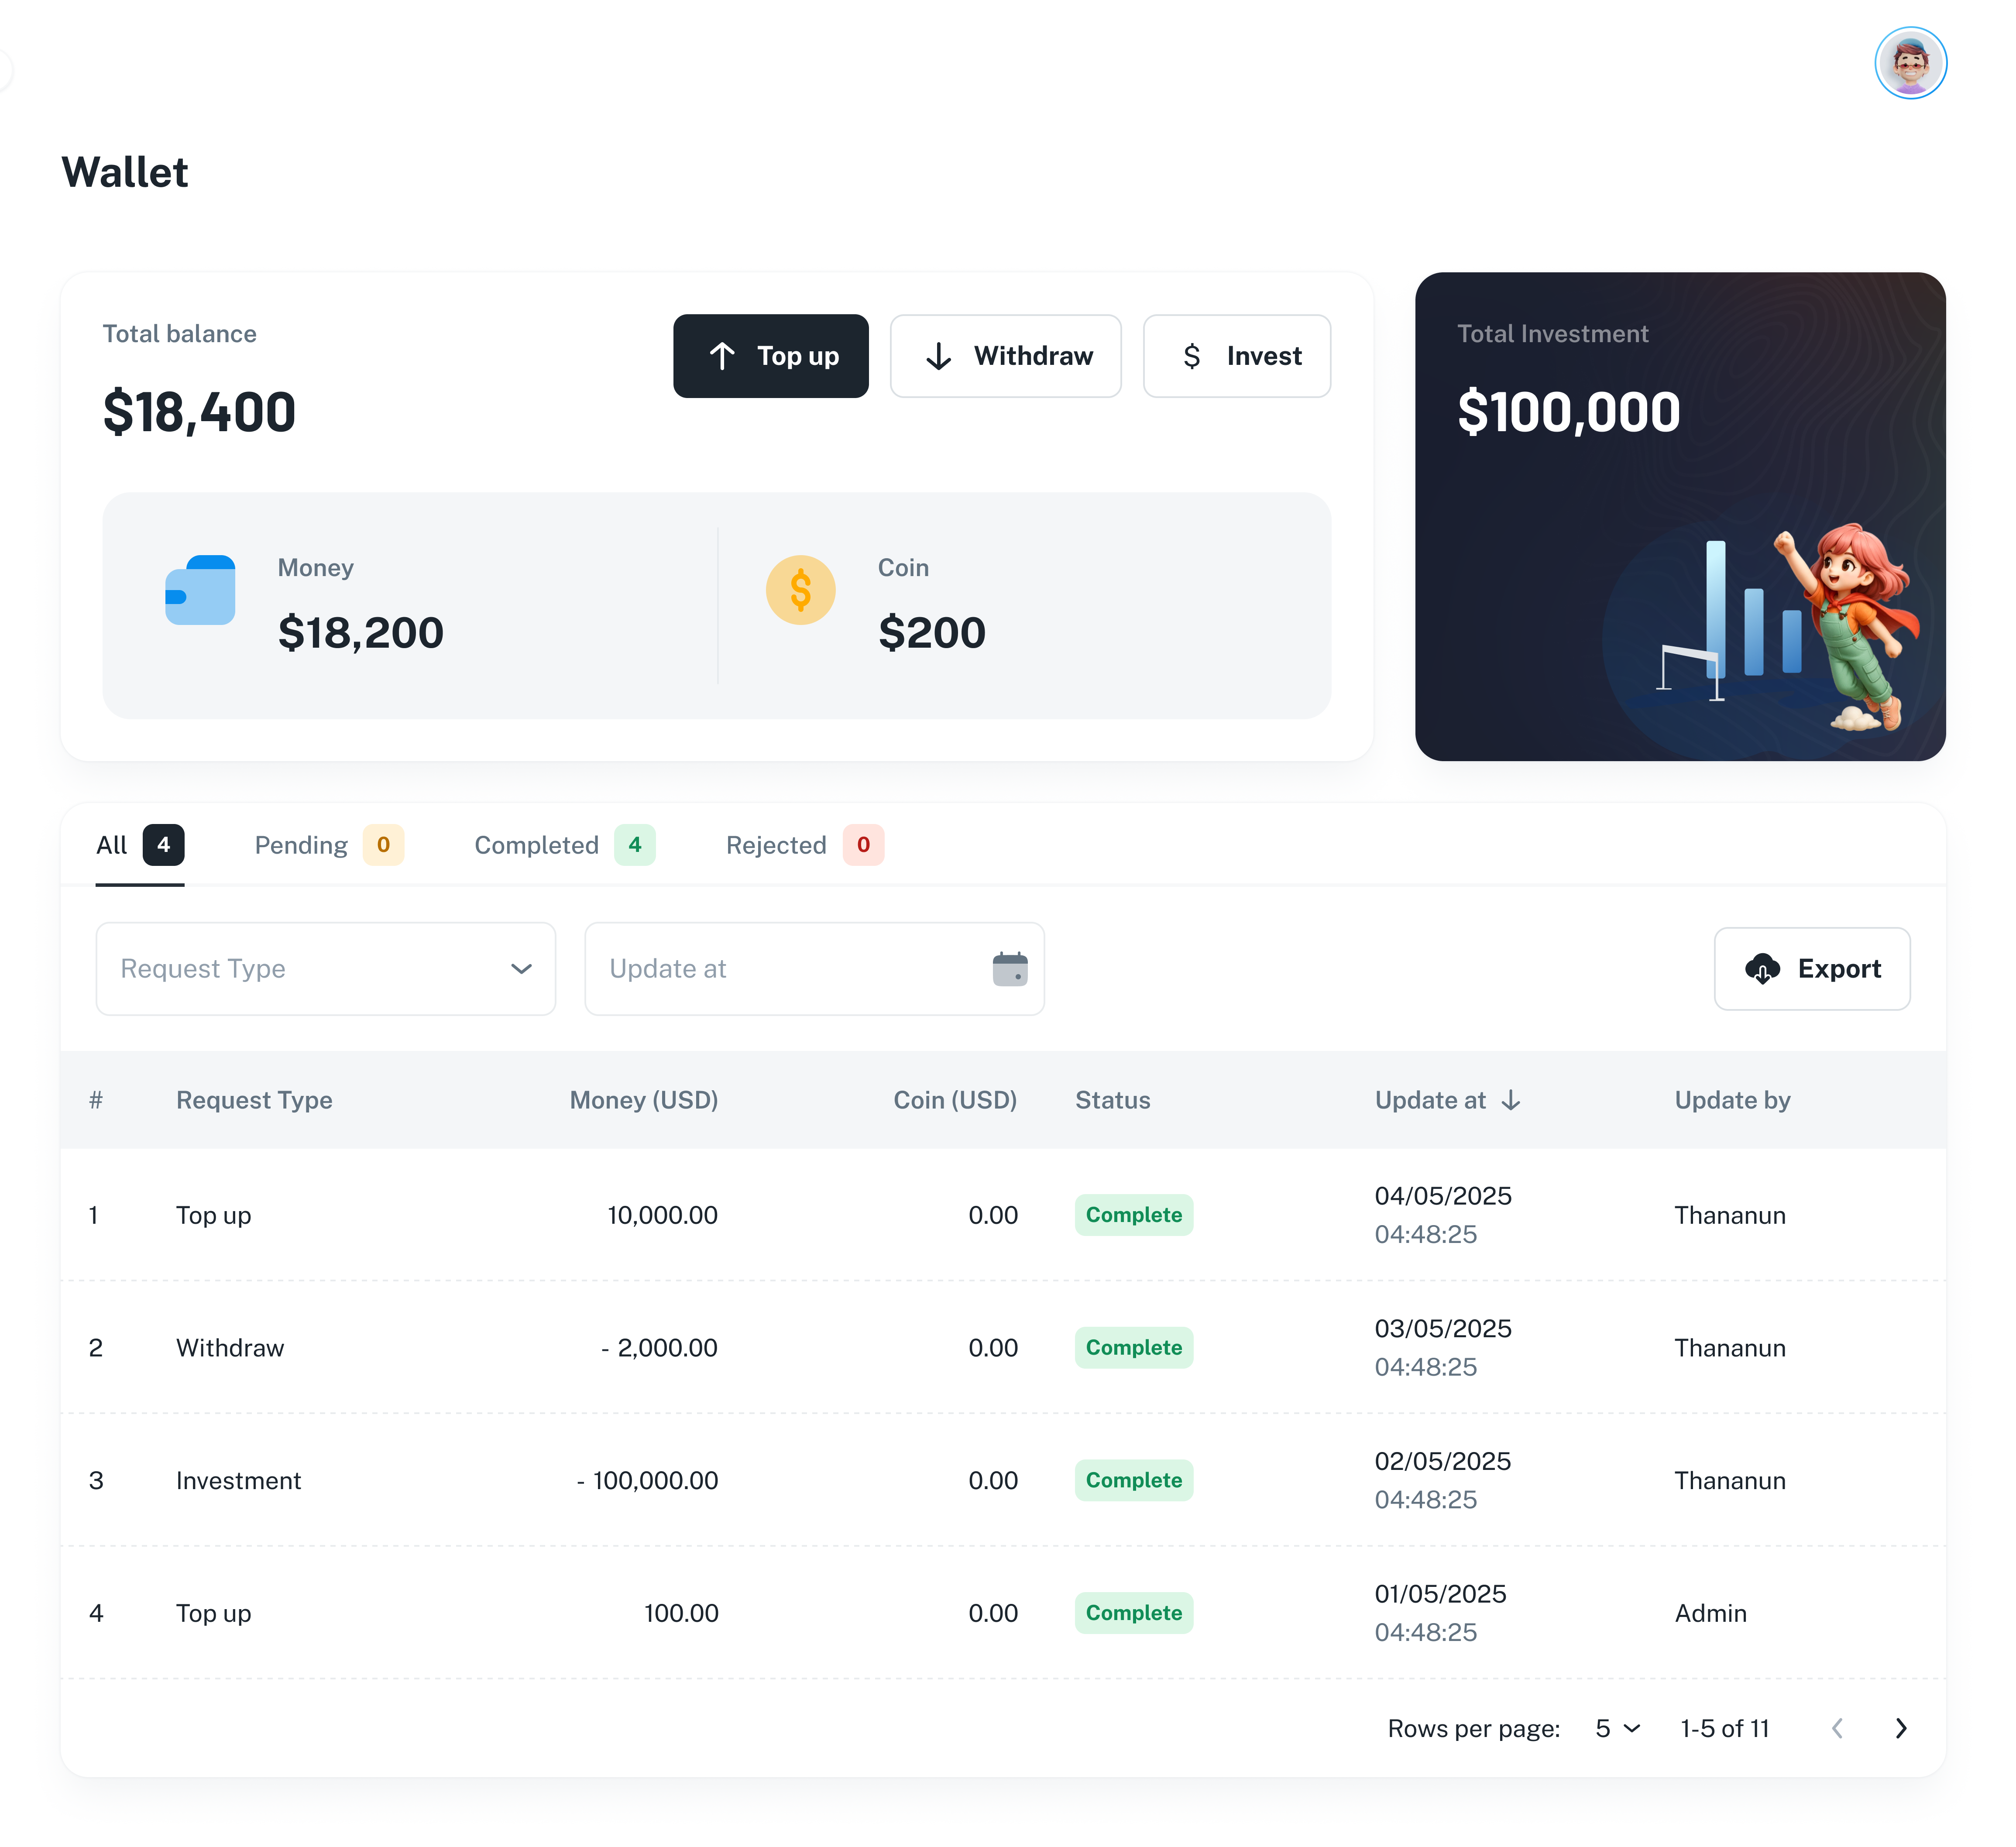 Wallet
Total balance
$18,400
Top up
Withdraw
$ Invest
Total Investment
$100,000
Money
$18,200
$
Coin
$200
All 4
Pending 0
Completed 4
Rejected 0
Request Type
Update at
Export
# Request Type Money (USD) Coin (USD) Status Update at Update by
1 Top up 10,000.00 0.00 Complete 04/05/2025 Thananun
04:48:25
2 Withdraw - 2,000.00 0.00 Complete 03/05/2025 Thananun
04:48:25
3 Investment - 100,000.00 0.00 Complete 02/05/2025 Thananun
04:48:25
4 Top up 100.00 0.00 Complete 01/05/2025 Admin
04:48:25
Rows per page: 5 1-5 of 11